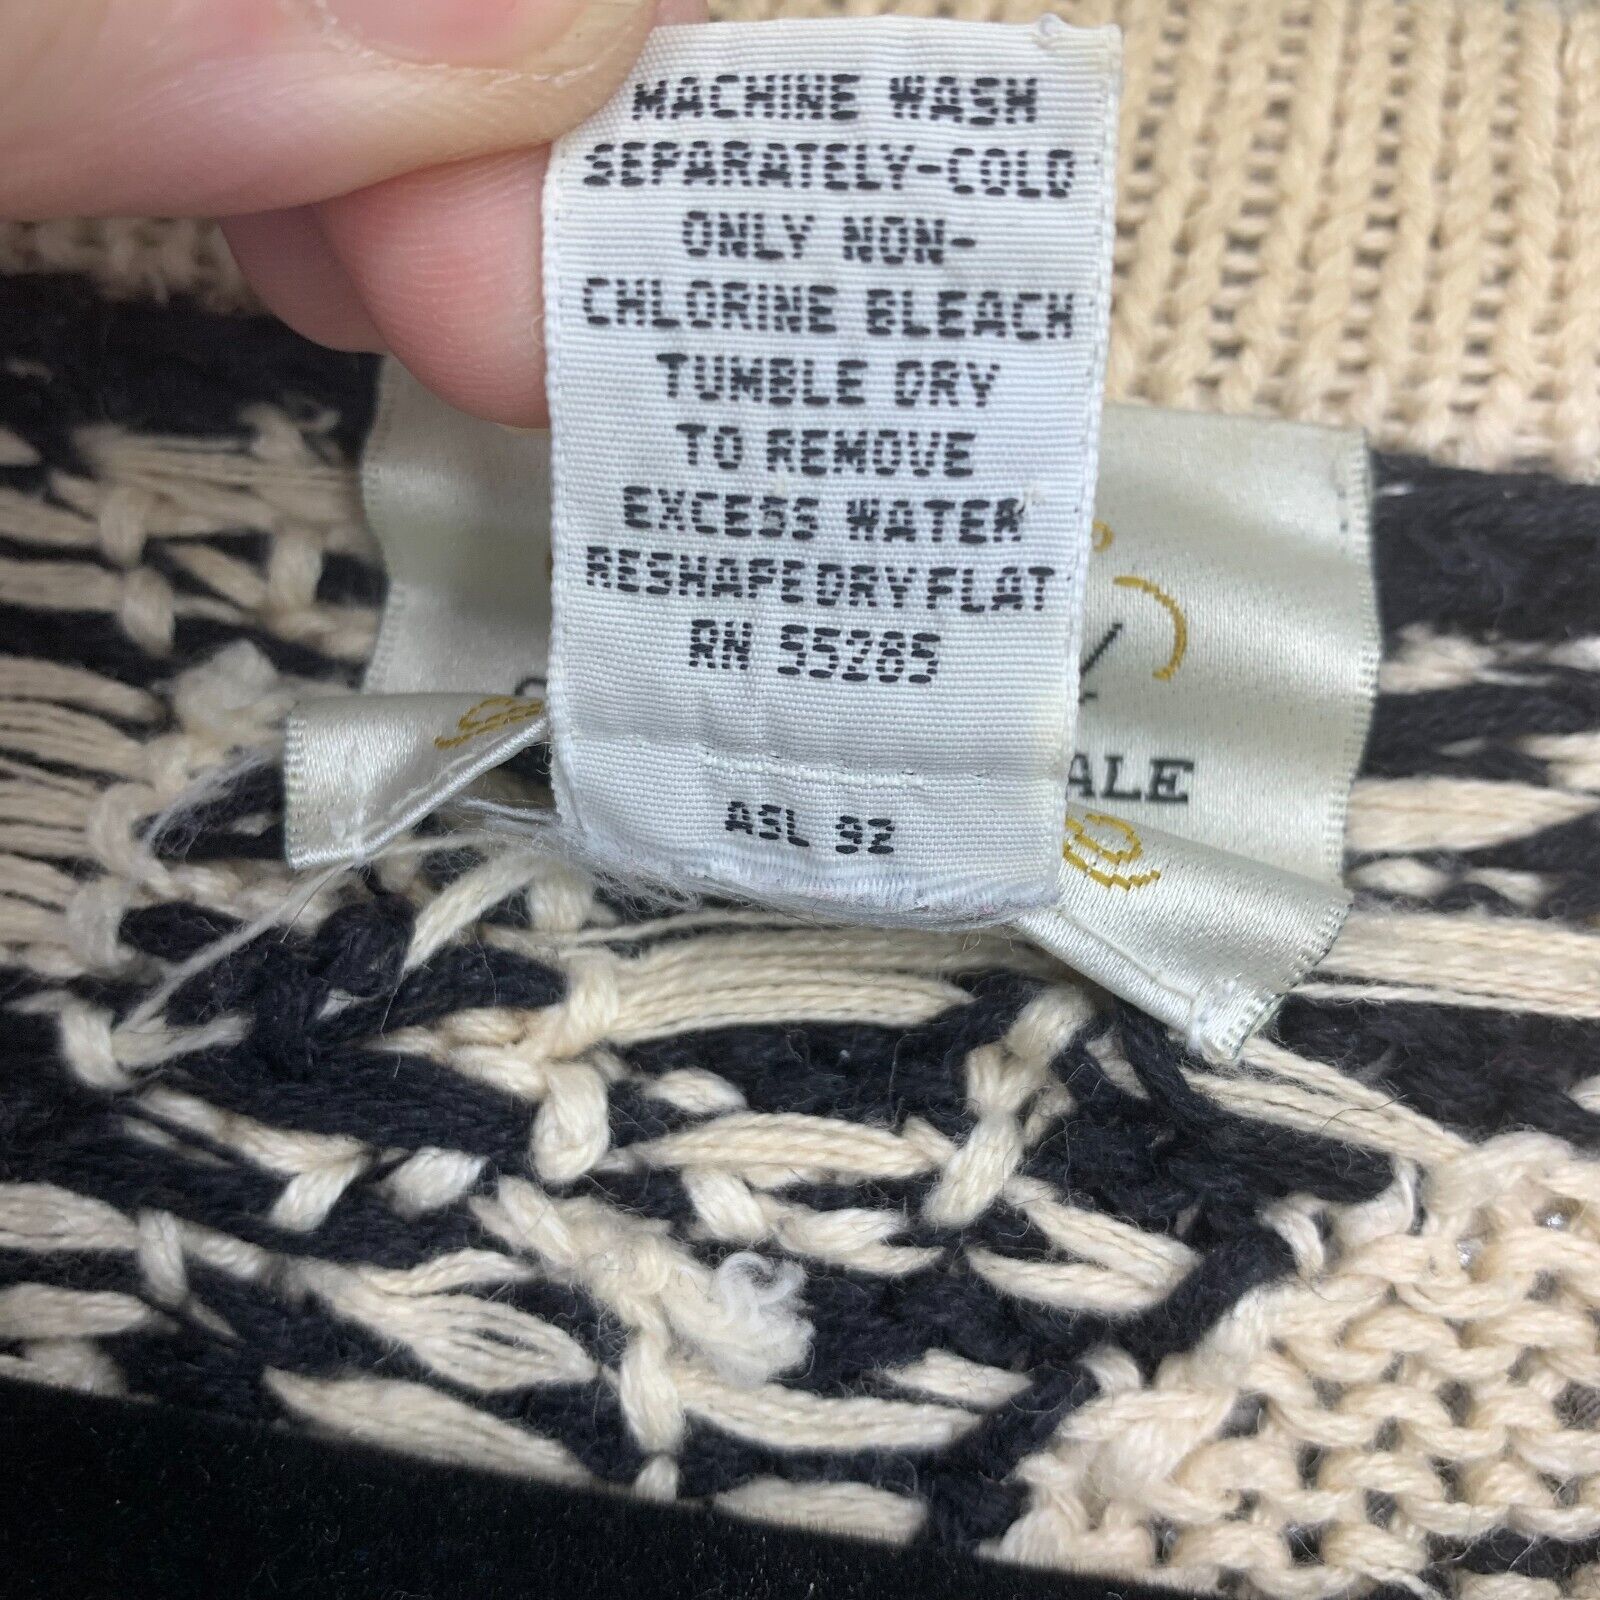 MACHINE WASH
SEPARATELY-COLD
ONLY NON-
CHLORINE BLEACH
TUMBLE DRY
TO REMOVE
EXCESS WATER
RESHAPE DRY FLAT
RN 55285
ABL 92
ALE